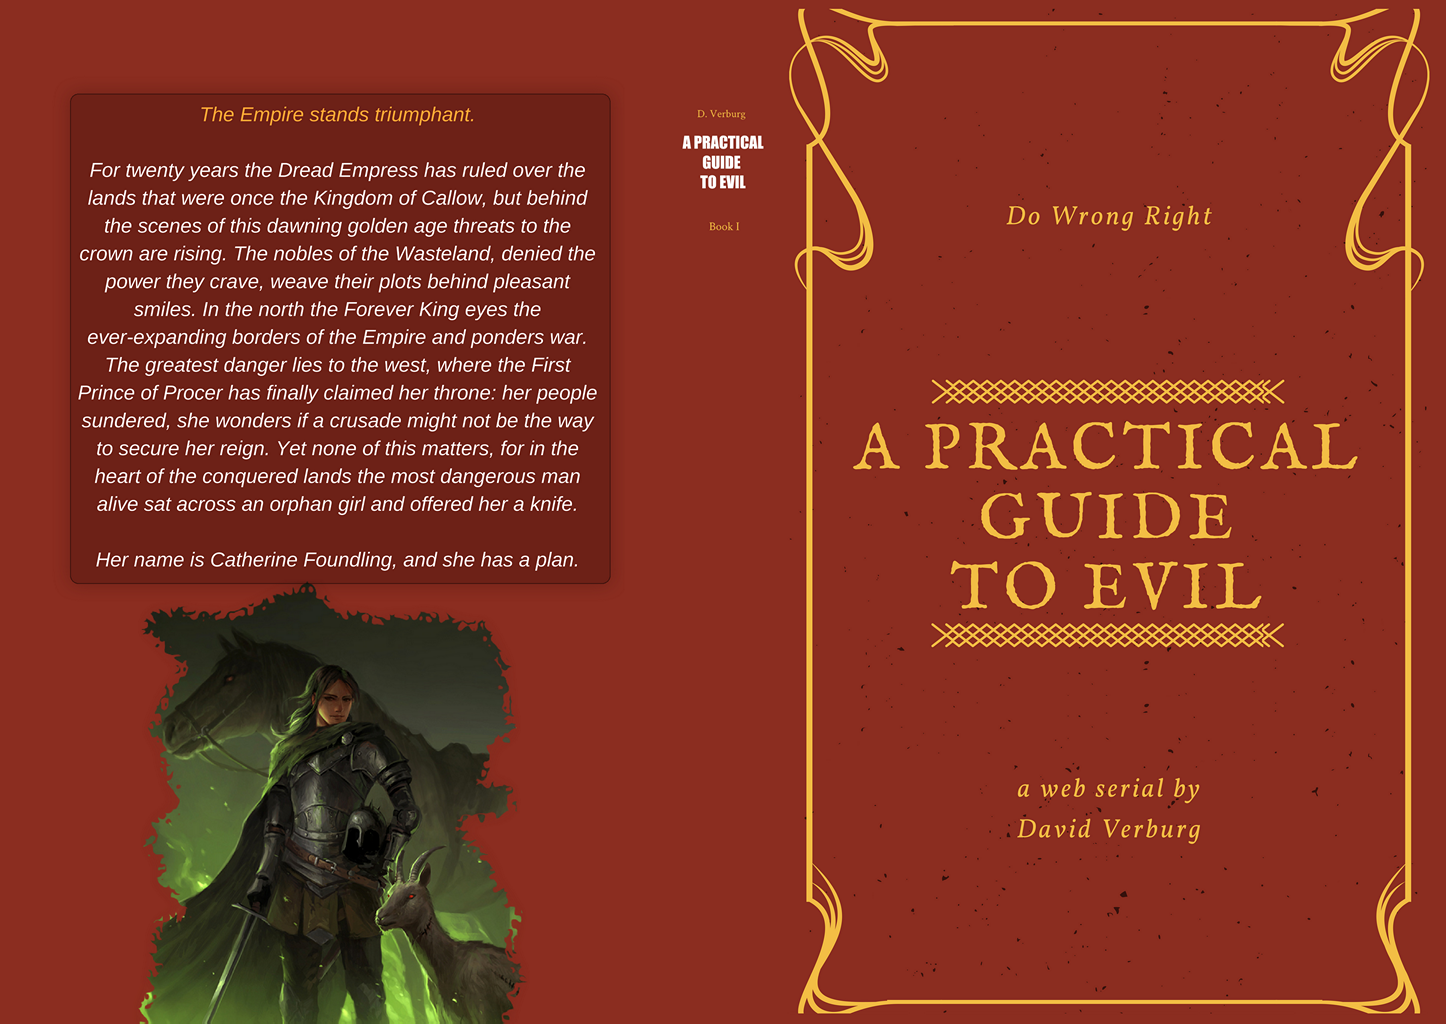 The Empire stands triumphant.
For twenty years the Dread Empress has ruled over the
lands that were once the Kingdom of Callow, but behind
the scenes of this dawning golden age threats to the
crown are rising. The nobles of the Wasteland, denied the
power they crave, weave their plots behind pleasant
smiles. In the north the Forever King eyes the
ever-expanding borders of the Empire and ponders war.
The greatest danger lies to the west, where the First
Prince of Procer has finally claimed her throne: her people
sundered, she wonders if a crusade might not be the way
to secure her reign. Yet none of this matters, for in the
heart of the conquered lands the most dangerous man
alive sat across an orphan girl and offered her a knife.
Her name is Catherine Foundling, and she has a plan.
D. Verburg
A PRACTICAL
GUIDE
TO EVIL
Book I
Do Wrong Right
A PRACTICAL
GUIDE
TO EVIL
a web serial by
David Verburg